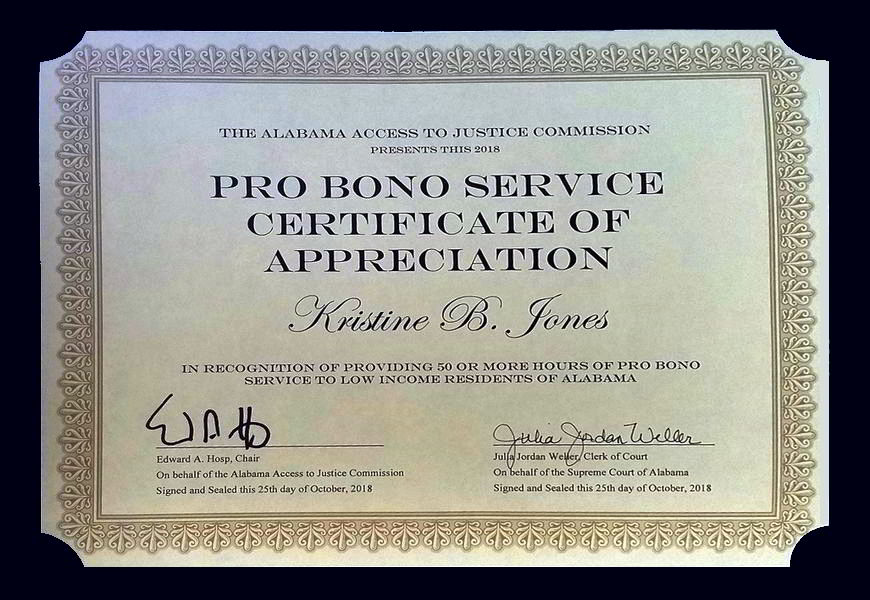 THE ALABAMA ACCESS TO JUSTICE COMMISSION
PRESENTS THIS 2018
PRO BONO SERVICE
CERTIFICATE OF
APPRECIATION
Kristine B. Jones
IN RECOGNITION OF PROVIDING 50 OR MORE HOURS OF PRO BONO
SERVICE TO LOW INCOME RESIDENTS OF ALABAMA
Edward A. Hosp, Chair
On behalf of the Alabama Access to Justice Commission
Signed and Sealed this 25th day of October, 2018
Julia Jordan Weller
Julia Jordan Weller, Clerk of Court
On behalf of the Supreme Court of Alabama
Signed and Sealed this 25th day of October, 2018